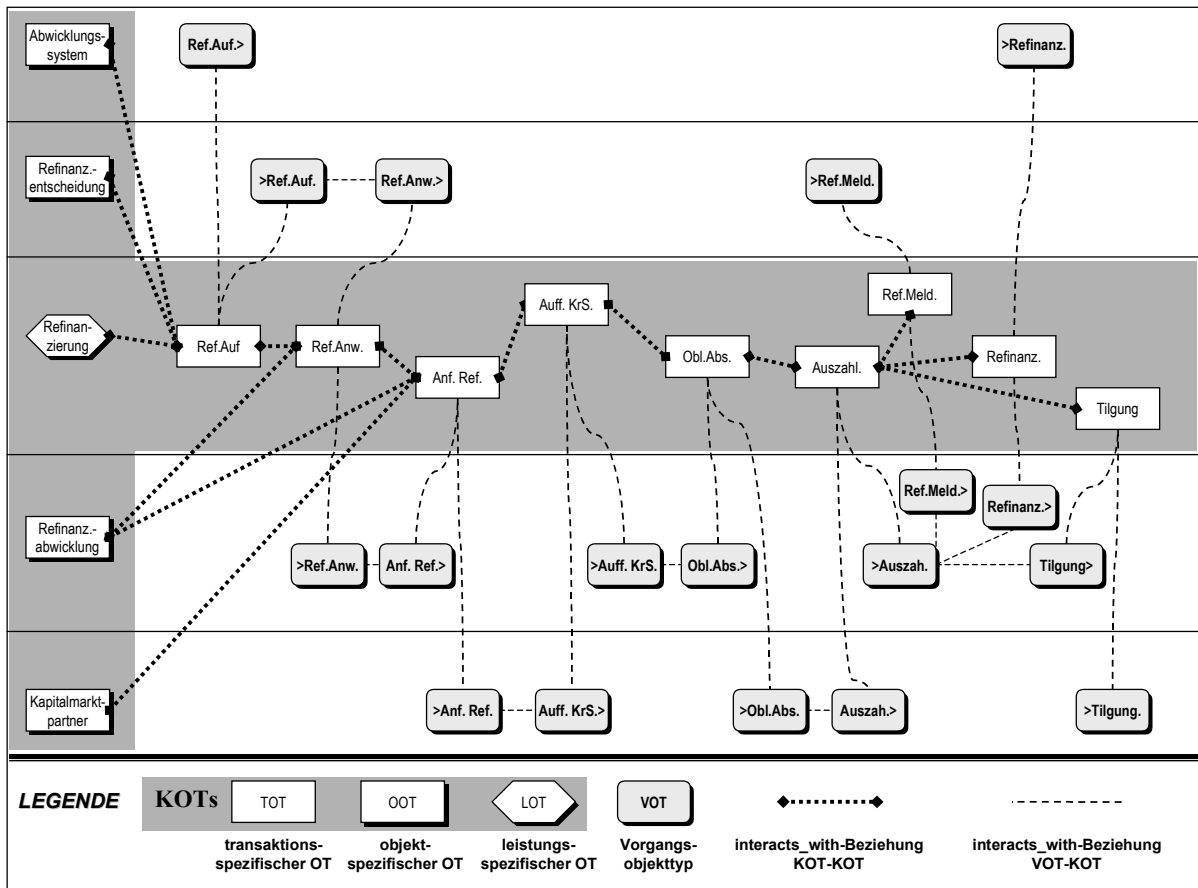 Abwicklungs-
system
Ref.Auf.>
>Refinanz.
Refinanz.-
entscheidung
>Ref.Auf.
Ref.Anw.>
>Ref.Meld.
Refinan-
zierung
Ref.Auf
Ref.Anw.
Anf. Ref.
Auff. KrS.
Obl.Abs.
Auszahl.
Ref.Meld.
Refinanz.
Tilgung
Refinanz.-
abwicklung
>Ref.Anw.
Anf. Ref.>
>Auff. KrS.
Obl.Abs.>
>Auszah.
Ref.Meld.>
Refinanz.>
Tilgung>
Kapitalmarkt-
partner
>Anf. Ref.
Auff. KrS.>
>Obl.Abs.
Auszah.>
>Tilgung.
LEGENDE
KOTs
TOT
OOT
LOT
VOT
transaktions-
spezifischer OT
objekt-
spezifischer OT
leistungs-
spezifischer OT
Vorgangs-
objekttyp
interacts_with-Beziehung
KOT-KOT
interacts_with-Beziehung
VOT-KOT